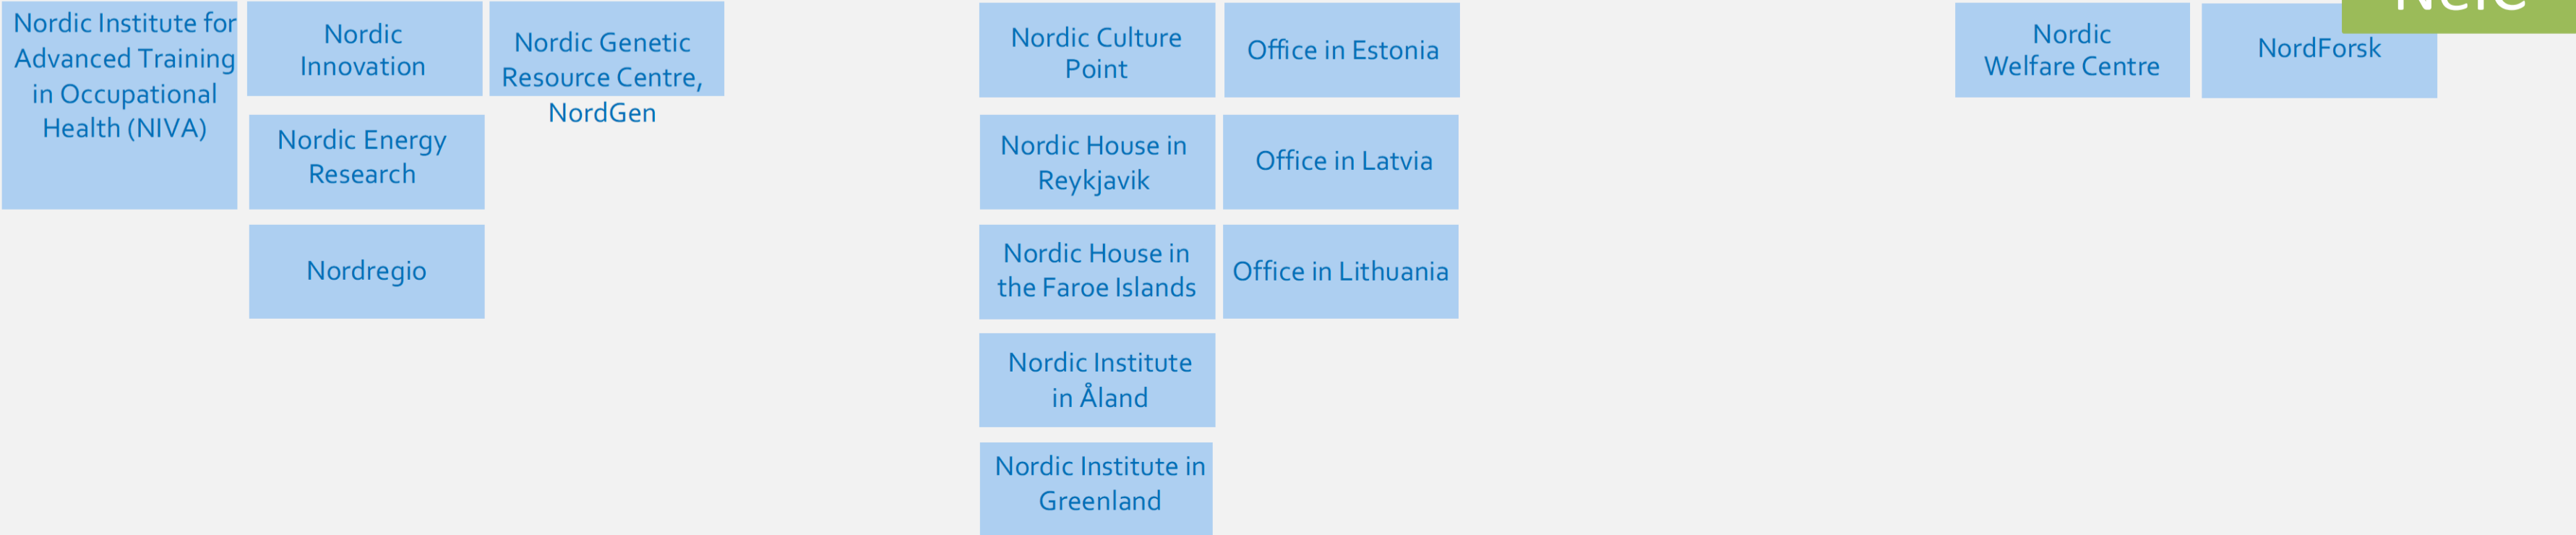 Nordic Institute for
Advanced Training
in Occupational
Health (NIVA)
Nordic
Innovation
Nordic Energy
Research
Nordregio
Nordic Genetic
Resource Centre,
NordGen
Nordic Culture
Point
Nordic House in
Reykjavik
Nordic House in
the Faroe Islands
Nordic Institute
in Åland
Nordic Institute in
Greenland
Office in Estonia
Office in Latvia
Office in Lithuania
Nordic
Welfare Centre
NordForsk